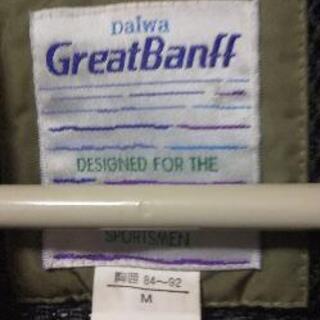 Daiwa
GreatBanff
DESIGNED FOR THE
SPORTSMEN
胸囲 84~92
M